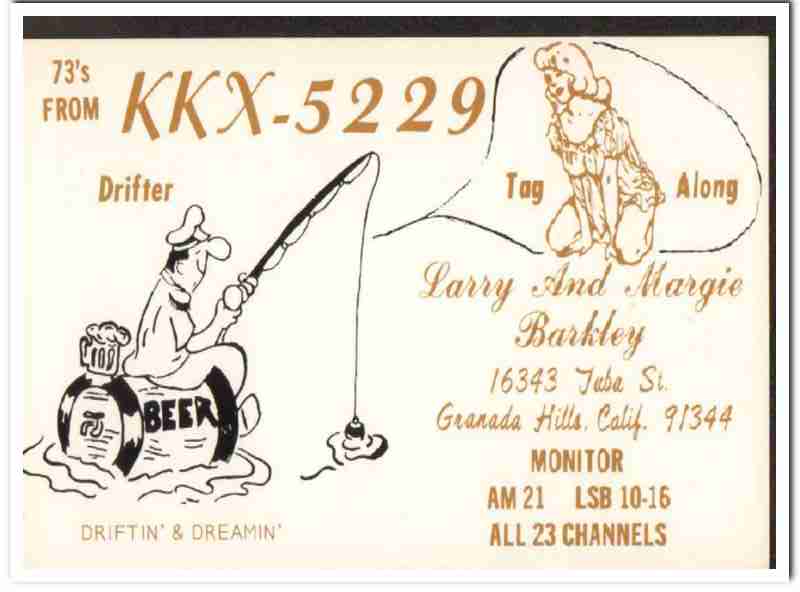 73's
FROM
KKX-5229
Drifter
Tag Along
Larry And Margie
Barkley
16343 Tuba St.
Granada Hills, Calif. 91344
MONITOR
AM 21 LSB 10-16
ALL 23 CHANNELS
BEER
DRIFTIN' & DREAMIN'